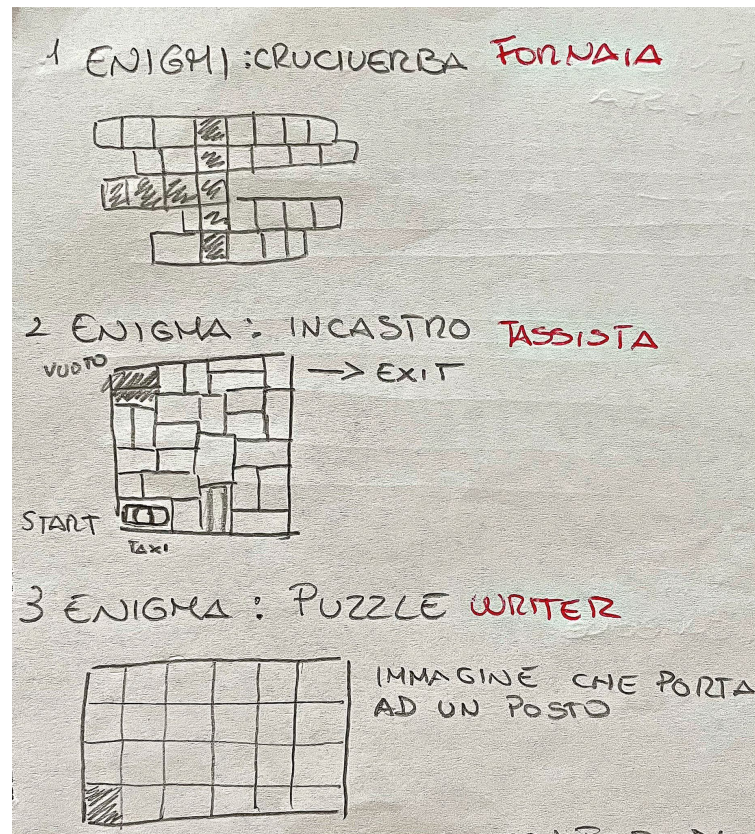 1 ENIGMI: CRUCIVERBA FORNAIA
2 ENIGMA: INCASTRO TASSISTA
VUOTO
→ EXIT
START
TAXI
3 ENIGMA: PUZZLE WRITER
IMMAGINE CHE PORTA
AD UN POSTO